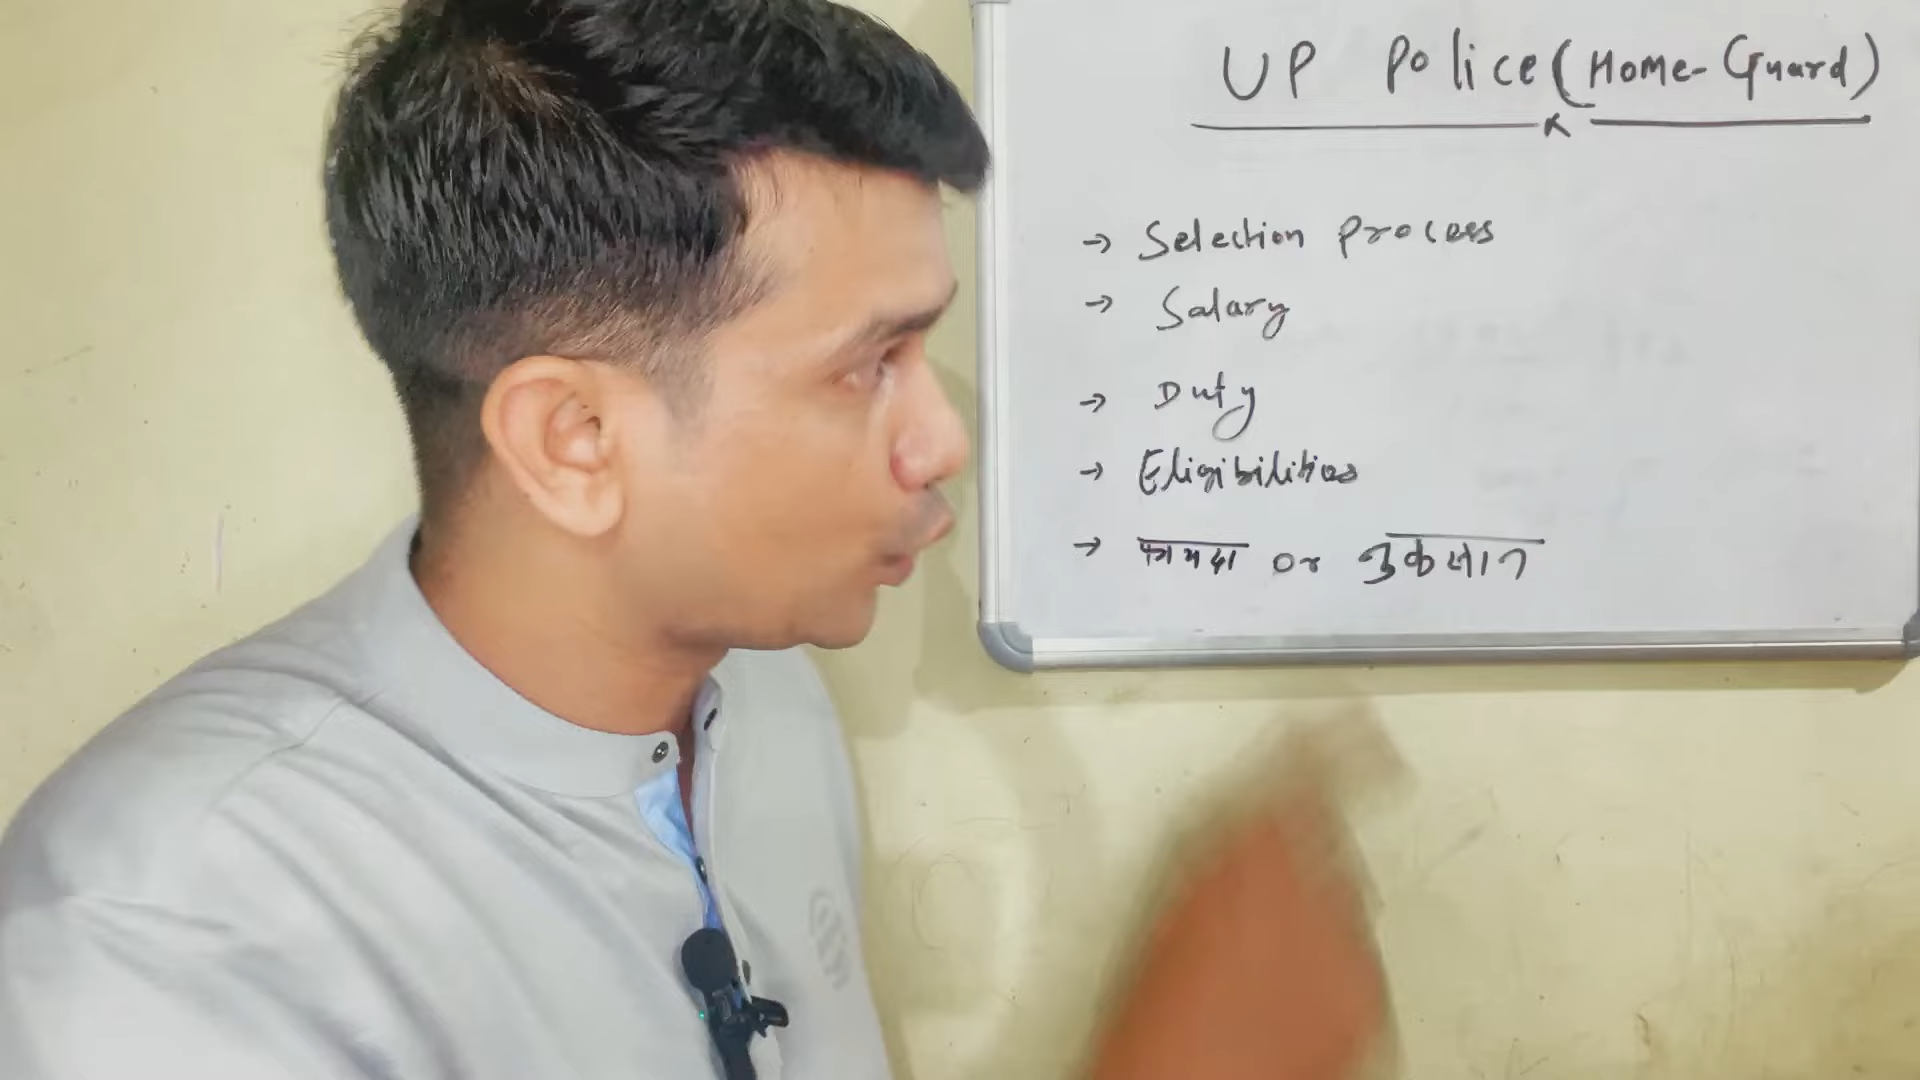 UP Police (Home-Guard)
→ Selection Process
→ Salary
→ Duty
→ Eligibilities
→ फायदा or नुकसान